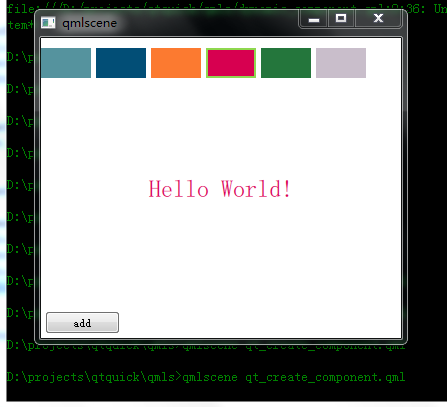 file:///D:/projects/qtquick/qmls/dynamic_component.qml:9:36: Un
tem*
qmlscene
D:\p
D:\p
D:\p
D:\p
D:\p
D:\p
D:\p
D:\p
D:\p
Hello World!
add
D:\projects\qtquick\qmls>qmlscene qt_create_component.qml
D:\projects\qtquick\qmls>qmlscene qt_create_component.qml